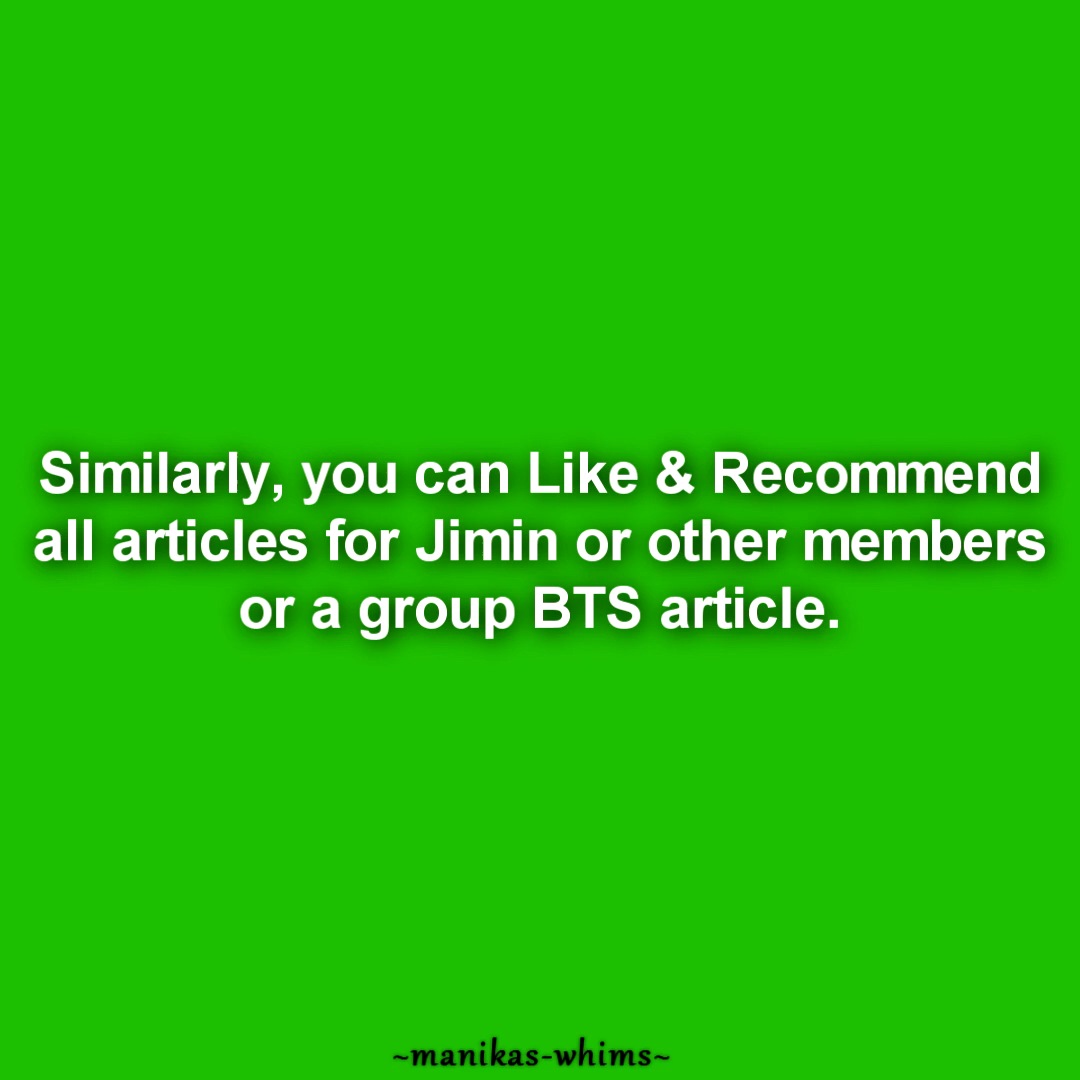 Similarly, you can Like & Recommend
all articles for Jimin or other members
or a group BTS article.
~manikas-whims~